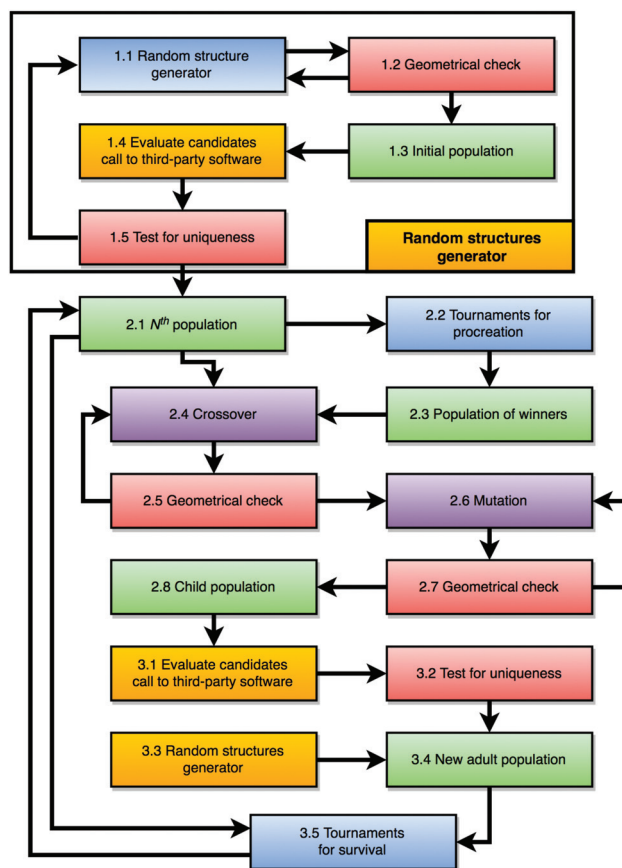 1.1 Random structure
generator
1.2 Geometrical check
1.4 Evaluate candidates
call to third-party software
1.3 Initial population
1.5 Test for uniqueness
Random structures
generator
2.1 Nth population
2.2 Tournaments for
procreation
2.4 Crossover
2.3 Population of winners
2.5 Geometrical check
2.6 Mutation
2.8 Child population
2.7 Geometrical check
3.1 Evaluate candidates
call to third-party software
3.2 Test for uniqueness
3.3 Random structures
generator
3.4 New adult population
3.5 Tournaments
for survival